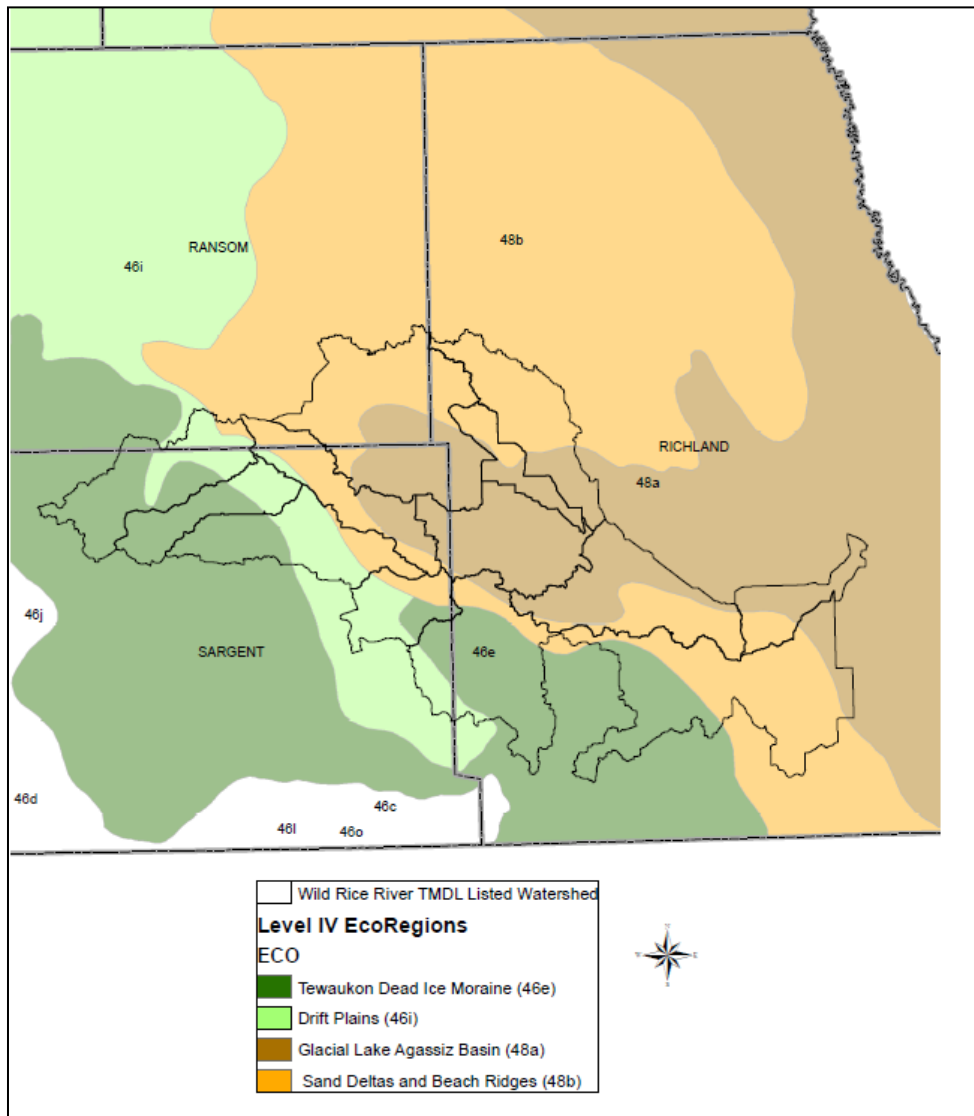 RANSOM
48b
46i
RICHLAND
48a
46j
SARGENT
46e
46d
46c
46l
46o
Wild Rice River TMDL Listed Watershed
Level IV EcoRegions
ECO
Tewaukon Dead Ice Moraine (46e)
Drift Plains (46i)
Glacial Lake Agassiz Basin (48a)
Sand Deltas and Beach Ridges (48b)
N
W
E
S